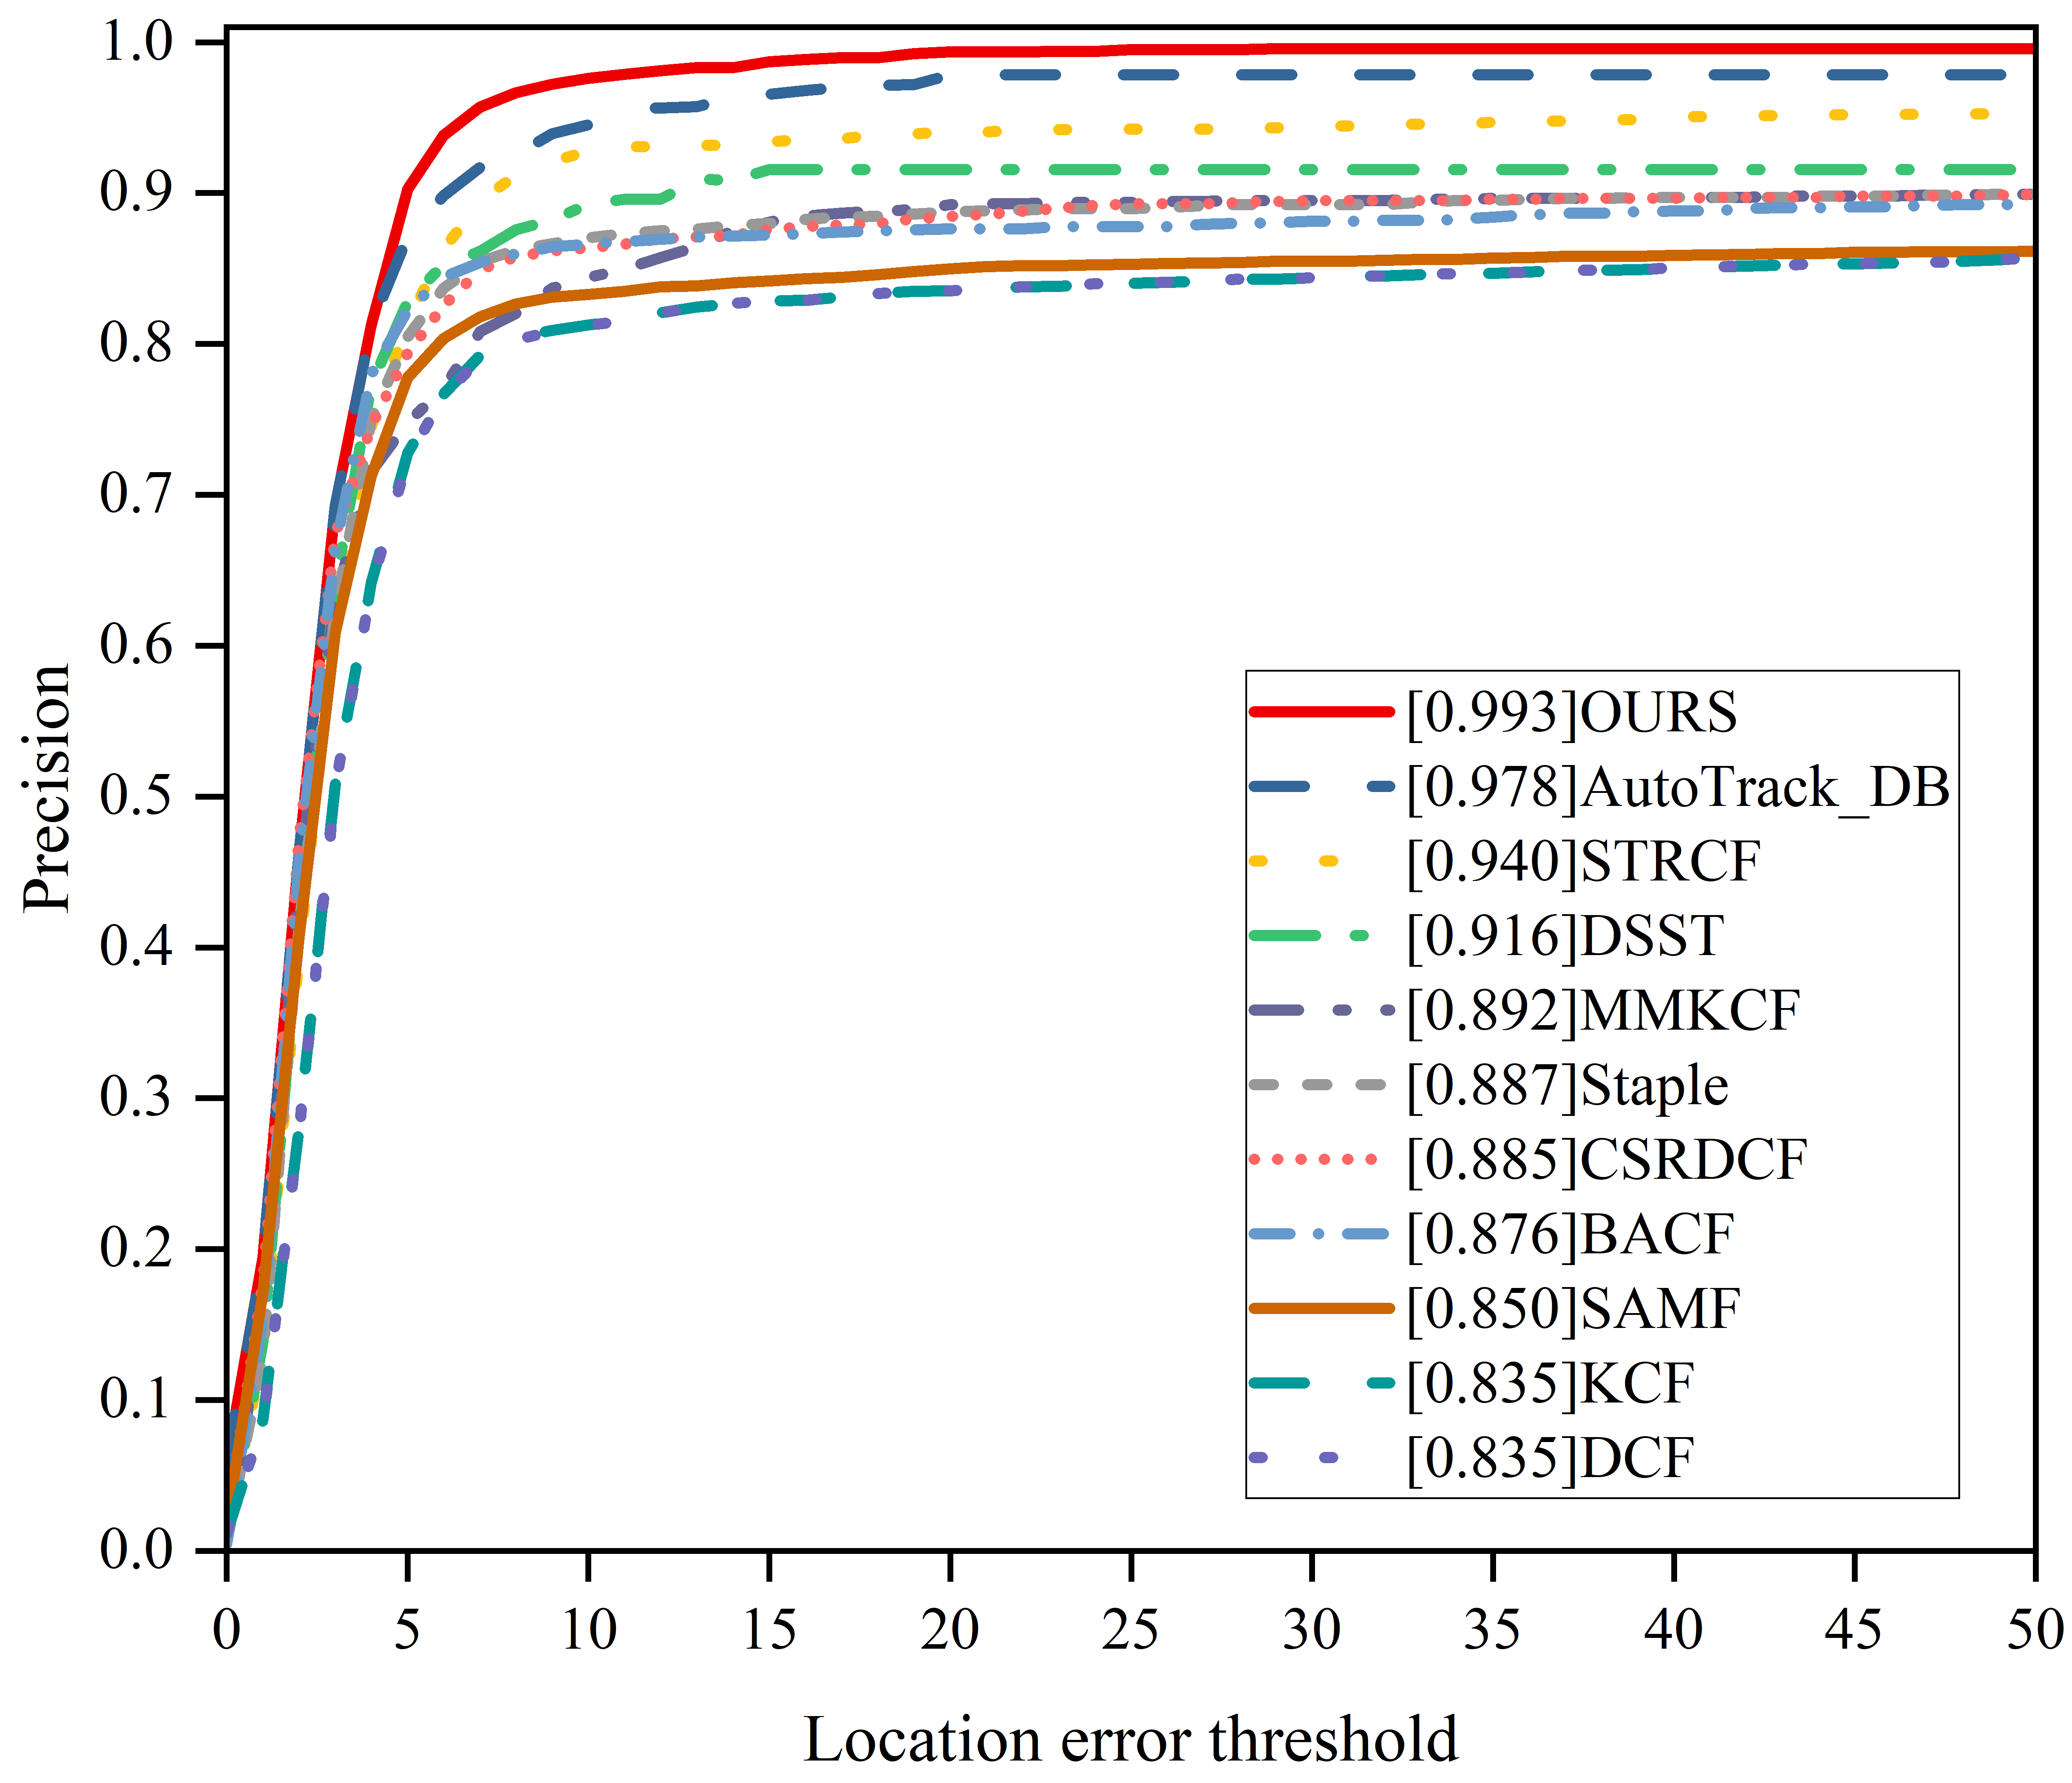 1.0
0.9
0.8
0.7
0.6
0.5
0.4
0.3
0.2
0.1
0.0
Precision
[0.993]OURS
[0.978]AutoTrack_DB
[0.940]STRCF
[0.916]DSST
[0.892]MMKCF
[0.887]Staple
[0.885]CSRDCF
[0.876]BACF
[0.850]SAMF
[0.835]KCF
[0.835]DCF
0 5 10 15 20 25 30 35 40 45 50
Location error threshold